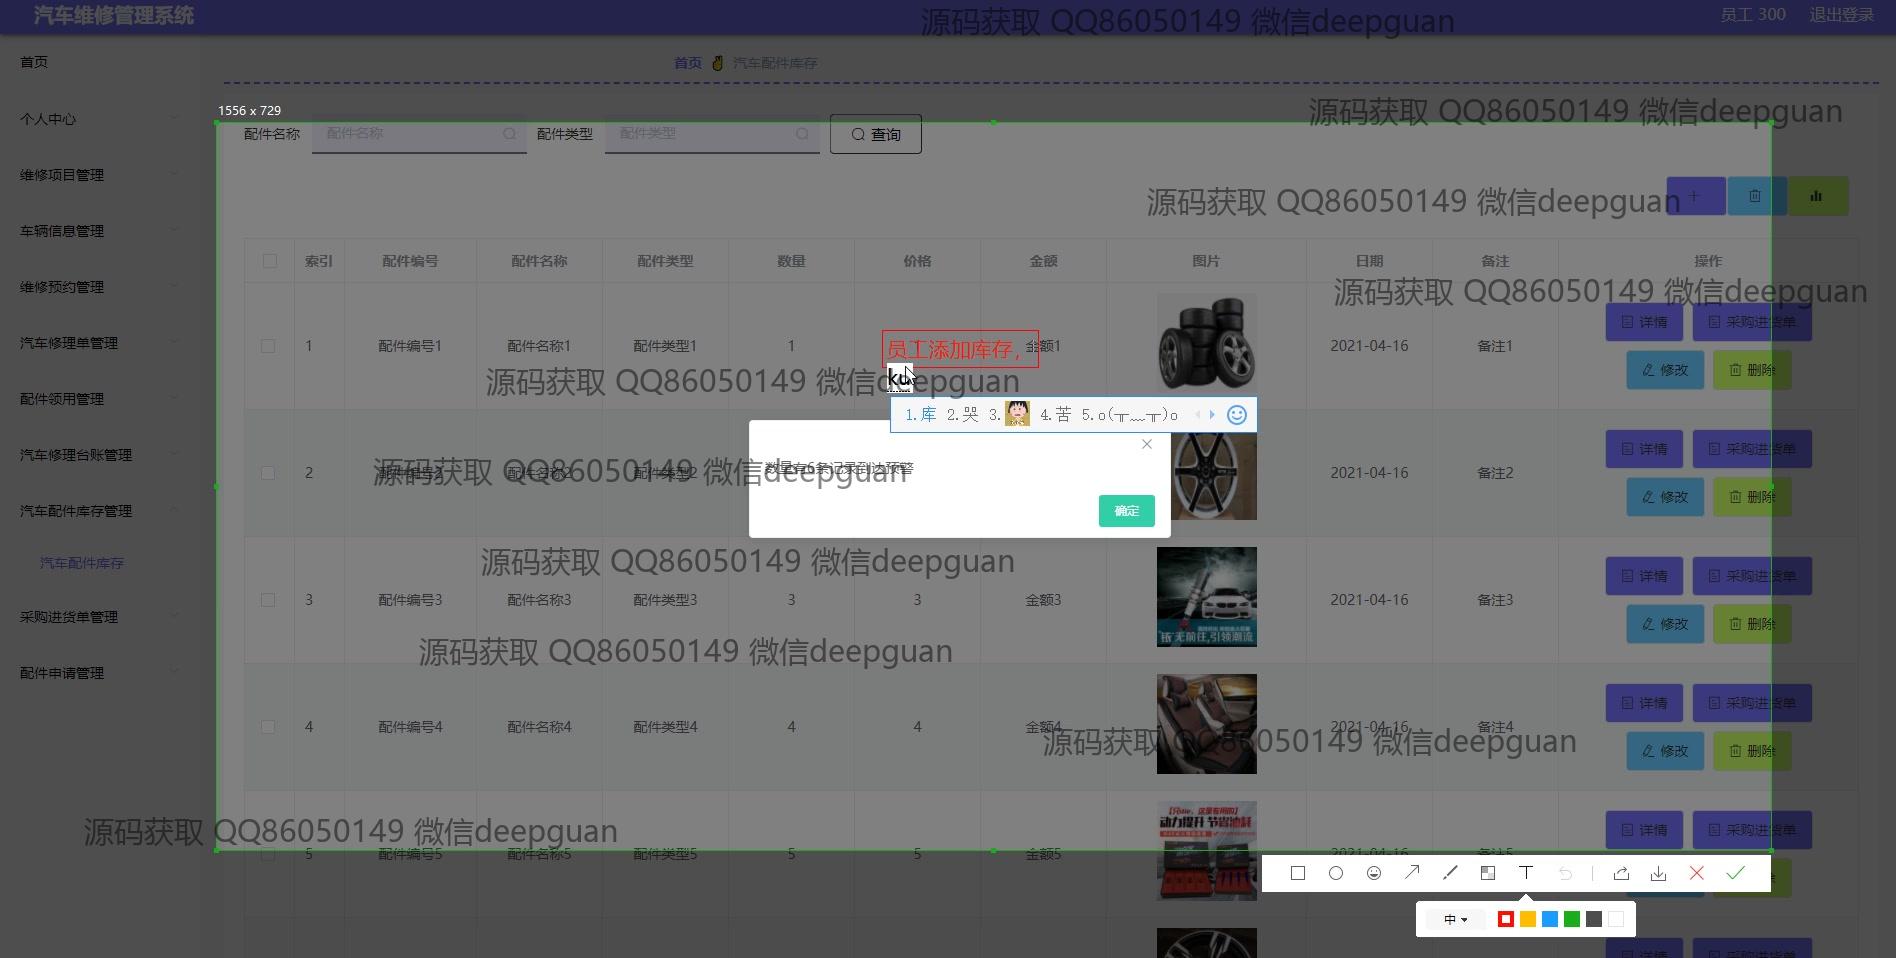 汽车维修管理系统
源码获取 QQ86050149 微信deepguan
员工 300
退出登录
首页
个人中心
维修项目管理
车辆信息管理
维修预约管理
汽车修理单管理
配件领用管理
汽车修理台账管理
汽车配件库存管理
汽车配件库存
采购进货单管理
配件申请管理
首页 汽车配件库存
1556 x 729
源码获取 QQ86050149 微信deepguan
配件名称 配件名称 配件类型 配件类型 查询
源码获取 QQ86050149 微信deepguan
索引 配件编号 配件名称 配件类型 数量 价格 金额 图片 日期 备注 操作
源码获取 QQ86050149 微信deepguan
1 配件编号1 配件名称1 配件类型1 1 金额1 2021-04-16 备注1
详情 采购进货单
修改 删除
员工添加库存，
ku
源码获取 QQ86050149 微信deepguan
1.库 2.哭 3. 4.苦 5.o(╥﹏╥)o
2 配件编号2 配件名称2 配件类型2 2021-04-16 备注2
详情 采购进货单
修改 删除
源码获取 QQ86050149 微信deepguan
数量有6条记录到达预警
确定
源码获取 QQ86050149 微信deepguan
3 配件编号3 配件名称3 配件类型3 3 3 金额3 2021-04-16 备注3
详情 采购进货单
修改 删除
无前往,引领潮流
源码获取 QQ86050149 微信deepguan
4 配件编号4 配件名称4 配件类型4 4 4 金额4 2021-04-16 备注4
详情 采购进货单
修改 删除
源码获取 QQ86050149 微信deepguan
动力提升 节省油耗
源码获取 QQ86050149 微信deepguan
5 配件编号5 配件名称5 配件类型5 5 5 金额5 2021-04-16 备注5
详情 采购进货单
中
详情 采购进货单